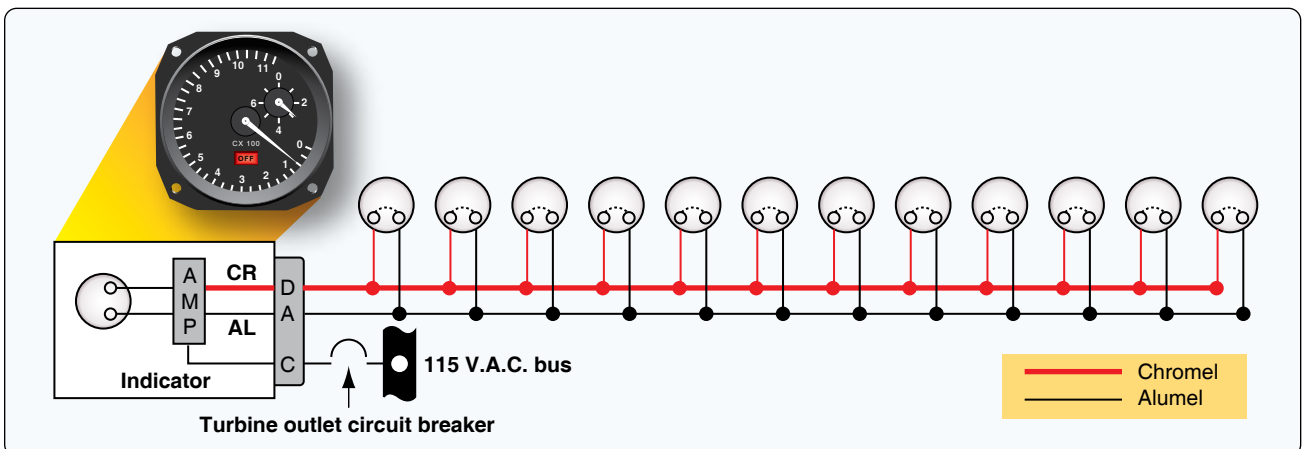 0
1
2
3
4
5
6
7
8
9
10
11
0
2
4
6
CX 100
OFF
AMP
CR
AL
D
A
C
Indicator
115 V.A.C. bus
Turbine outlet circuit breaker
Chromel
Alumel